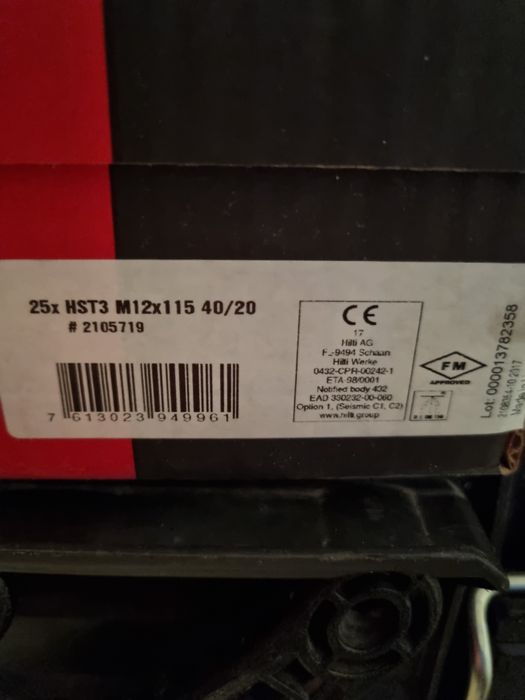 25x HST3 M12x115 40/20
# 2105719
7 613023 949961
CE
17
Hilti AG
FL-9494 Schaan
Hilti Werke
0432-CPR-00242-1
ETA-98/0001
Notified body 432
EAD 330232-00-060
Option 1, (Seismic C1, C2)
www.hilti.group
FM
APPROVED
Lot: 000013782358
Made